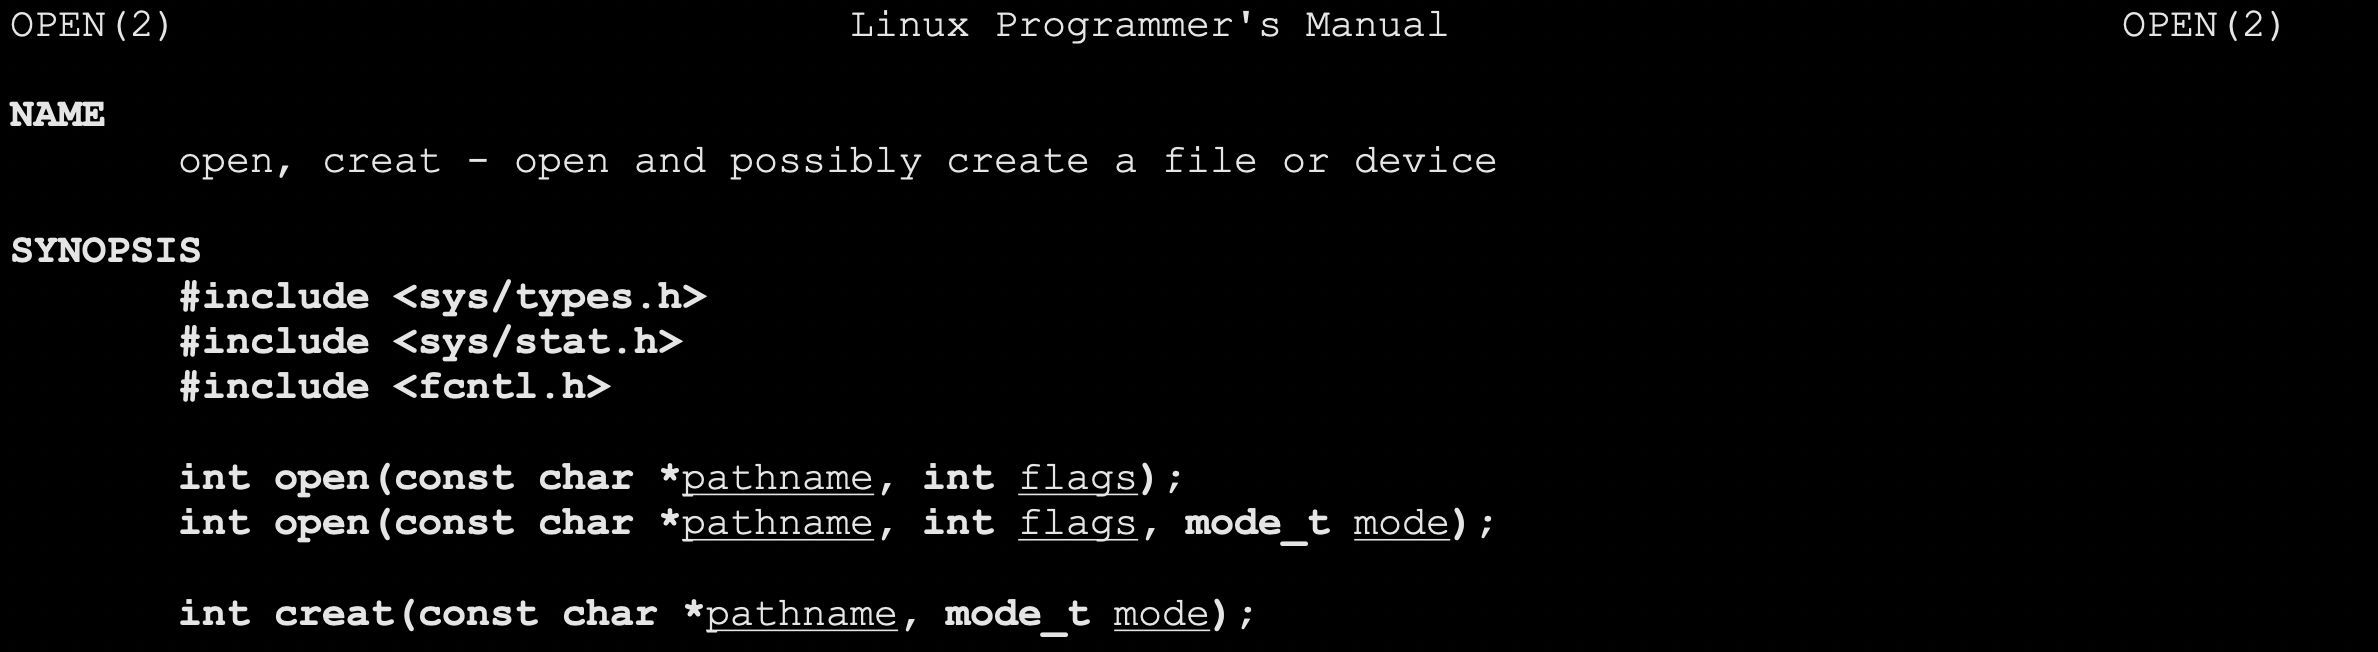 OPEN(2) Linux Programmer's Manual OPEN(2)
NAME
open, creat - open and possibly create a file or device
SYNOPSIS
#include <sys/types.h>
#include <sys/stat.h>
#include <fcntl.h>
int open(const char *pathname, int flags);
int open(const char *pathname, int flags, mode_t mode);
int creat(const char *pathname, mode_t mode);